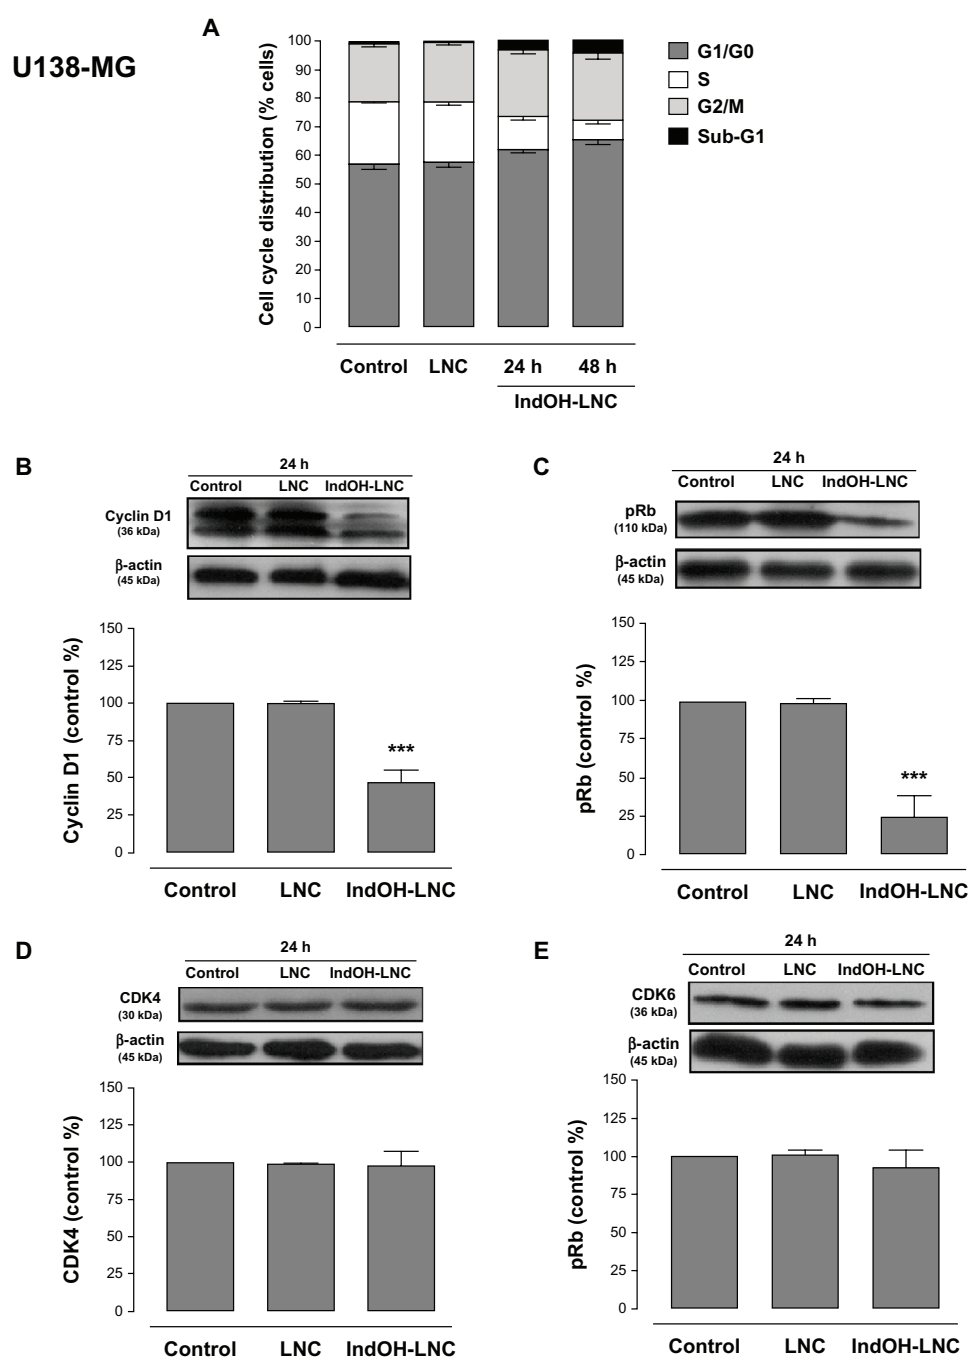 A
U138-MG
Cell cycle distribution (% cells)
100
90
80
70
60
50
40
30
20
10
0
G1/G0
S
G2/M
Sub-G1
Control LNC 24 h 48 h
IndOH-LNC
B
24 h
Control LNC IndOH-LNC
Cyclin D1
(36 kDa)
β-actin
(45 kDa)
Cyclin D1 (control %)
150
125
100
75
50
25
0
***
Control LNC IndOH-LNC
C
24 h
Control LNC IndOH-LNC
pRb
(110 kDa)
β-actin
(45 kDa)
pRb (control %)
150
125
100
75
50
25
0
***
Control LNC IndOH-LNC
D
24 h
Control LNC IndOH-LNC
CDK4
(30 kDa)
β-actin
(45 kDa)
CDK4 (control %)
150
125
100
75
50
25
0
Control LNC IndOH-LNC
E
24 h
Control LNC IndOH-LNC
CDK6
(36 kDa)
β-actin
(45 kDa)
pRb (control %)
150
125
100
75
50
25
0
Control LNC IndOH-LNC